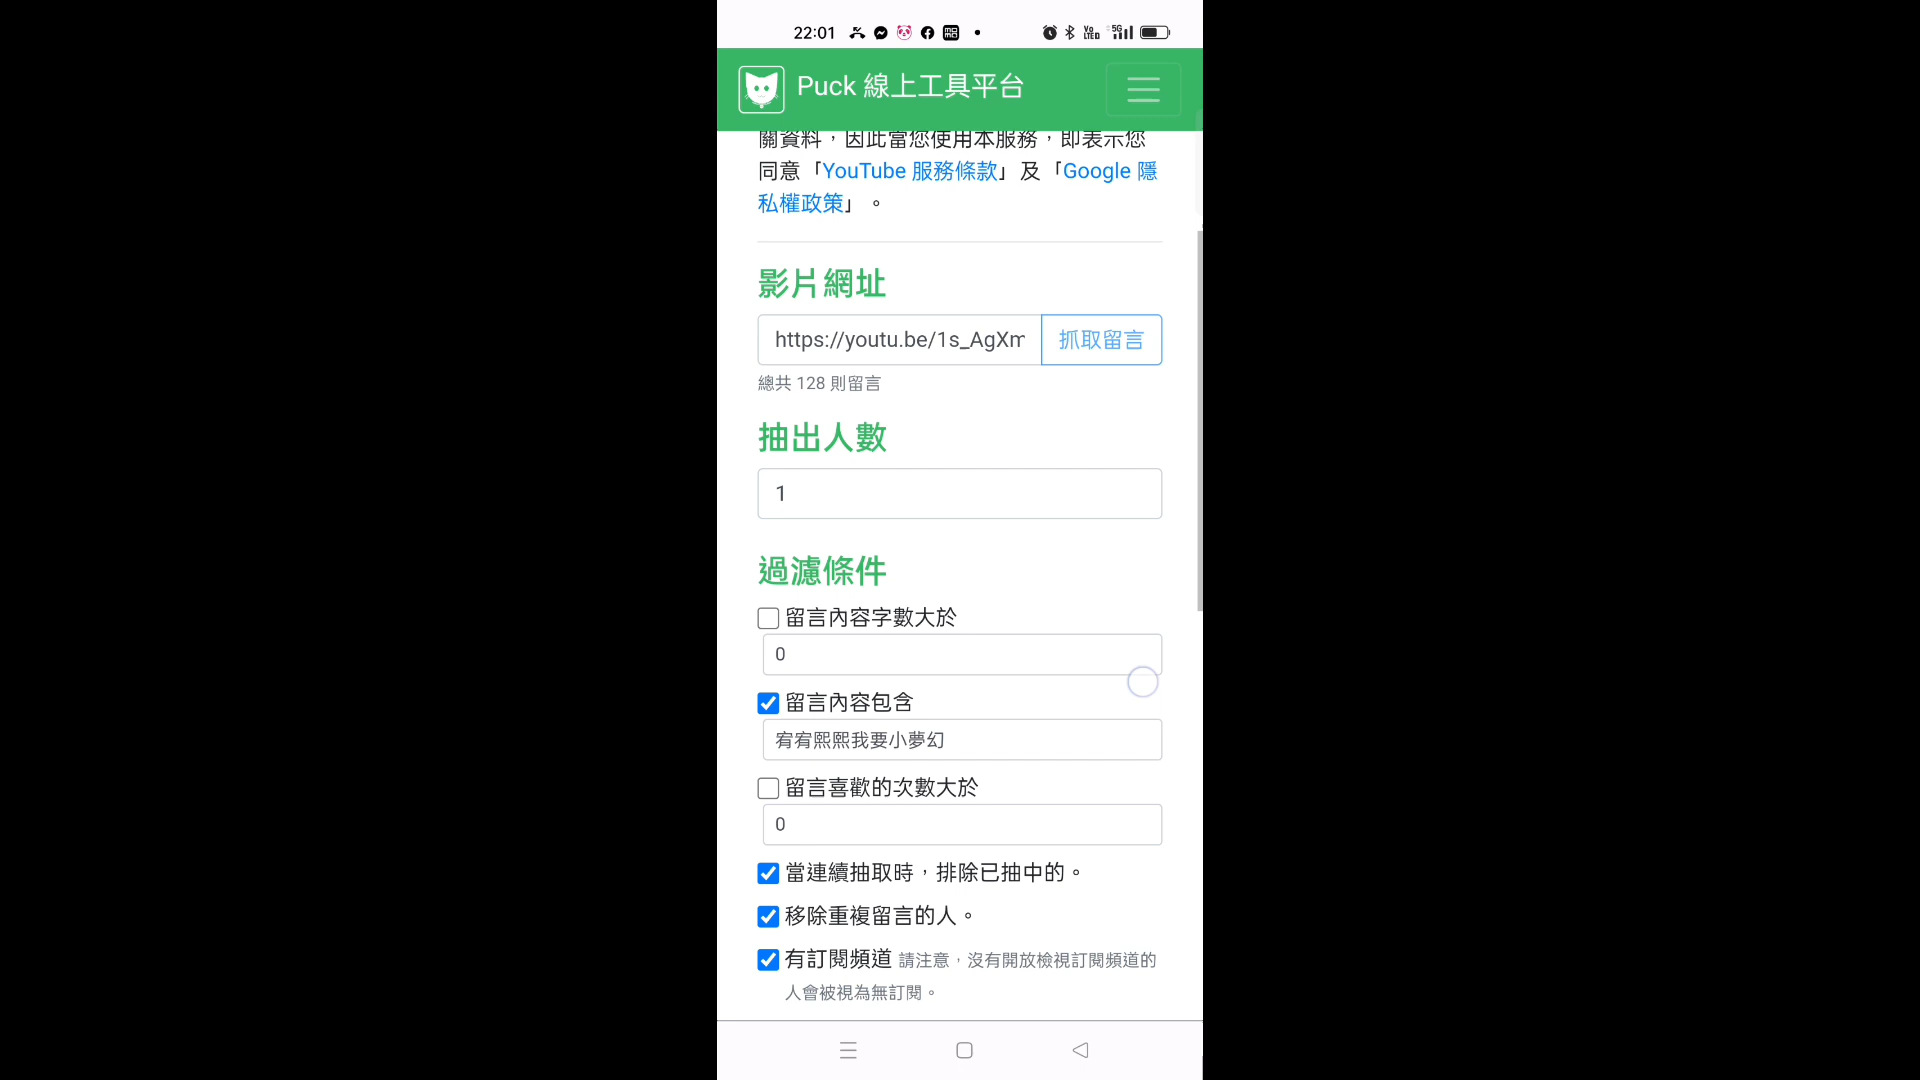 22:01
Puck 線上工具平台
關資料，因此當您使用本服務，即表示您
同意「YouTube 服務條款」及「Google 隱
私權政策」。
影片網址
https://youtu.be/1s_AgXm
抓取留言
總共 128 則留言
抽出人數
1
過濾條件
留言內容字數大於
0
留言內容包含
宥宥熙熙我要小夢幻
留言喜歡的次數大於
0
當連續抽取時，排除已抽中的。
移除重複留言的人。
有訂閱頻道 請注意，沒有開放檢視訂閱頻道的
人會被視為無訂閱。